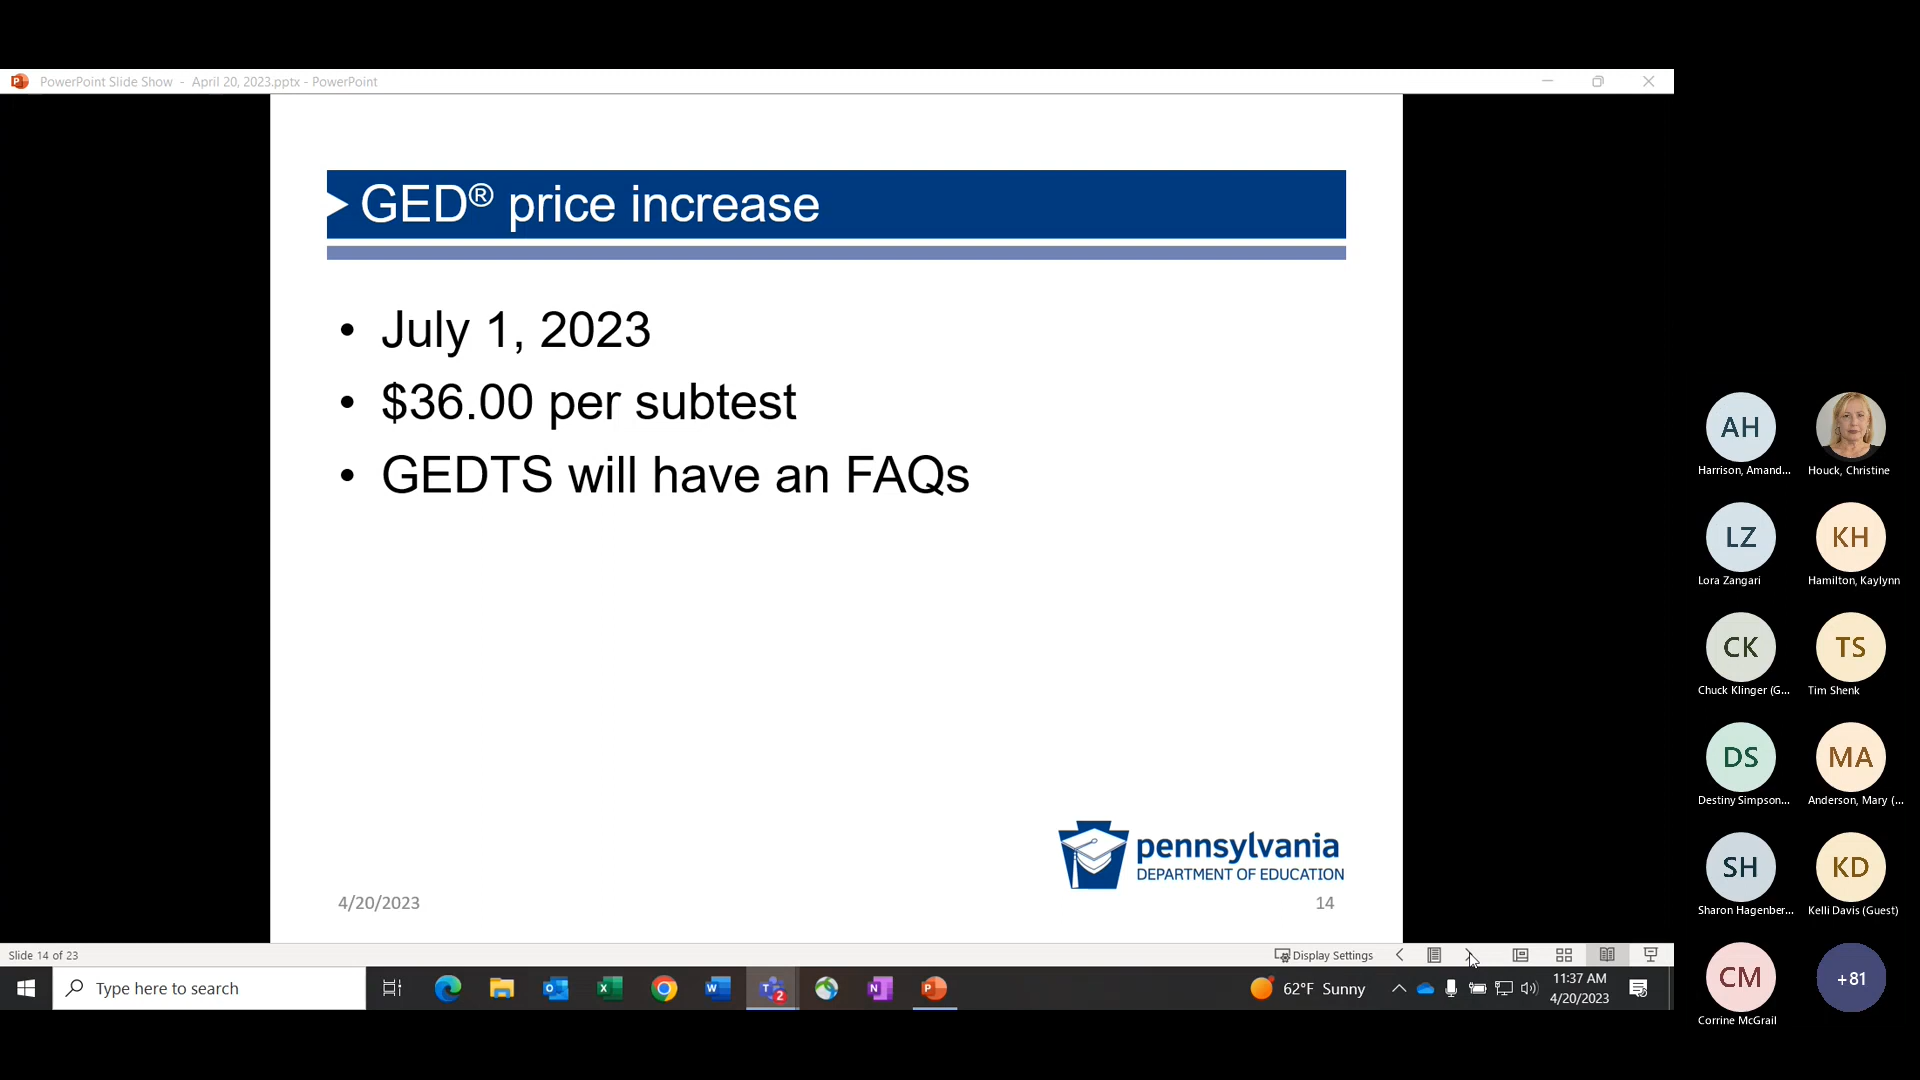 PowerPoint Slide Show - April 20, 2023.pptx - PowerPoint
GED® price increase
• July 1, 2023
• $36.00 per subtest
• GEDTS will have an FAQs
pennsylvania
DEPARTMENT OF EDUCATION
4/20/2023
14
Slide 14 of 23
Display Settings
Type here to search
2
62°F Sunny
11:37 AM
4/20/2023
AH
Harrison, Amand...
Houck, Christine
LZ
Lora Zangari
KH
Hamilton, Kaylynn
CK
Chuck Klinger (G...
TS
Tim Shenk
DS
Destiny Simpson...
MA
Anderson, Mary (...
SH
Sharon Hagenber...
KD
Kelli Davis (Guest)
CM
Corrine McGrail
+81